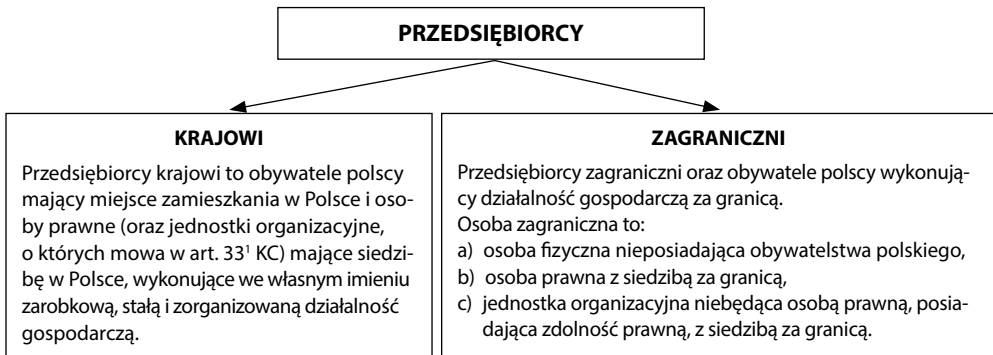 PRZEDSIĘBIORCY
KRAJOWI
Przedsiębiorcy krajowi to obywatele polscy
mający miejsce zamieszkania w Polsce i oso-
by prawne (oraz jednostki organizacyjne,
o których mowa w art. 33¹ KC) mające siedzi-
bę w Polsce, wykonujące we własnym imieniu
zarobkową, stałą i zorganizowaną działalność
gospodarczą.
ZAGRANICZNI
Przedsiębiorcy zagraniczni oraz obywatele polscy wykonują-
cy działalność gospodarczą za granicą.
Osoba zagraniczna to:
a) osoba fizyczna nieposiadająca obywatelstwa polskiego,
b) osoba prawna z siedzibą za granicą,
c) jednostka organizacyjna niebędąca osobą prawną, posia-
dająca zdolność prawną, z siedzibą za granicą.